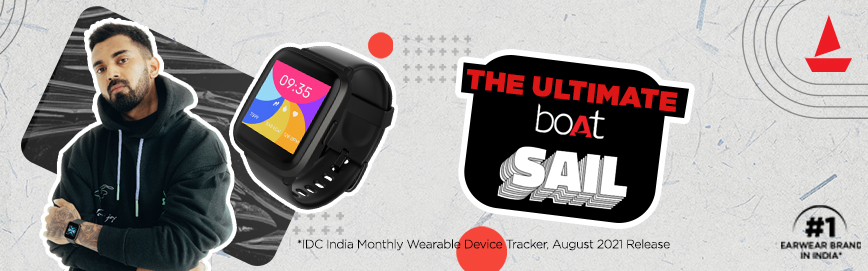 09:35
THE ULTIMATE
boAt
SAIL
*IDC India Monthly Wearable Device Tracker, August 2021 Release
#1
EARWEAR BRAND
IN INDIA*